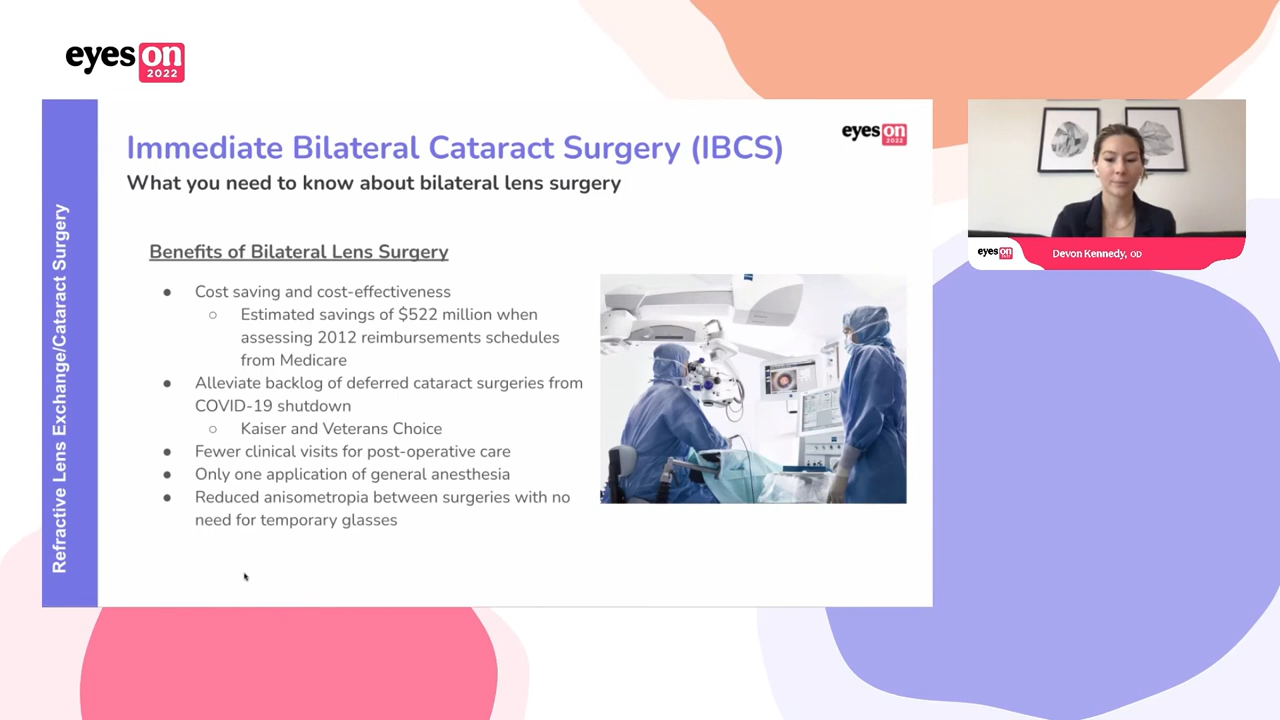 eyes on
2022
Refractive Lens Exchange/Cataract Surgery
Immediate Bilateral Cataract Surgery (IBCS)
eyes on
2022
What you need to know about bilateral lens surgery
Benefits of Bilateral Lens Surgery
● Cost saving and cost-effectiveness
○ Estimated savings of $522 million when
assessing 2012 reimbursements schedules
from Medicare
● Alleviate backlog of deferred cataract surgeries from
COVID-19 shutdown
○ Kaiser and Veterans Choice
● Fewer clinical visits for post-operative care
● Only one application of general anesthesia
● Reduced anisometropia between surgeries with no
need for temporary glasses
eyes on
Devon Kennedy, OD